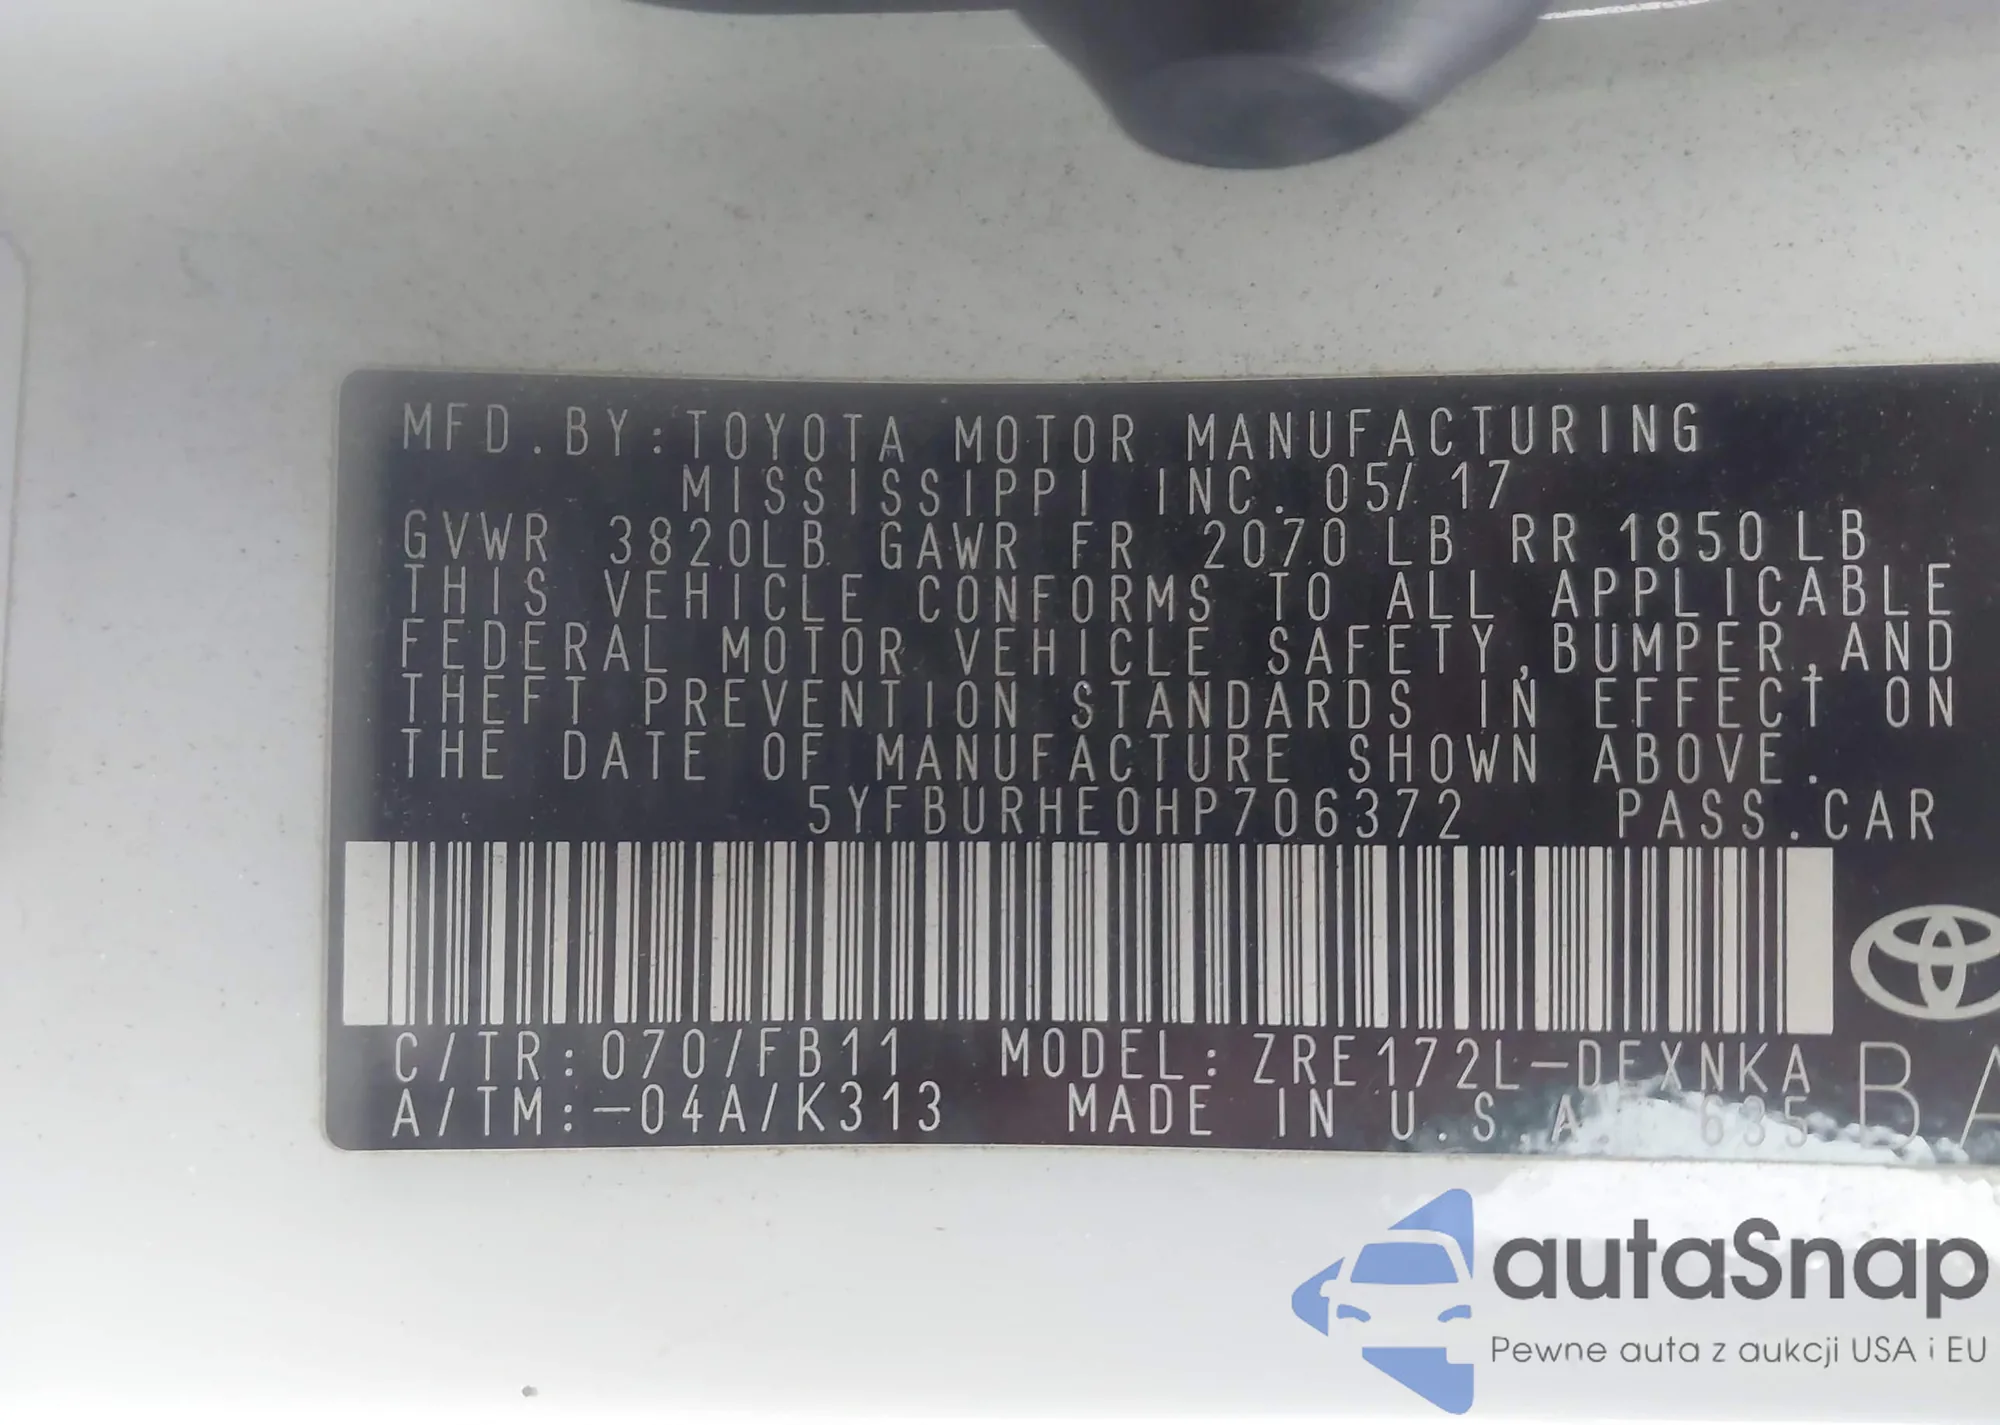 MFD.BY:TOYOTA MOTOR MANUFACTURING
MISSISSIPPI INC. 05/17
GVWR 3820LB GAWR FR 2070LB RR 1850LB
THIS VEHICLE CONFORMS TO ALL APPLICABLE
FEDERAL MOTOR VEHICLE SAFETY,BUMPER,AND
THEFT PREVENTION STANDARDS IN EFFECT ON
THE DATE OF MANUFACTURE SHOWN ABOVE.
5YFBURHE0HP706372 PASS.CAR
C/TR:070/FB11 MODEL:ZRE172L-DEXNKA
A/TM:-04A/K313 MADE IN U.S.A. 635
autaSnap
Pewne auta z aukcji USA i EU